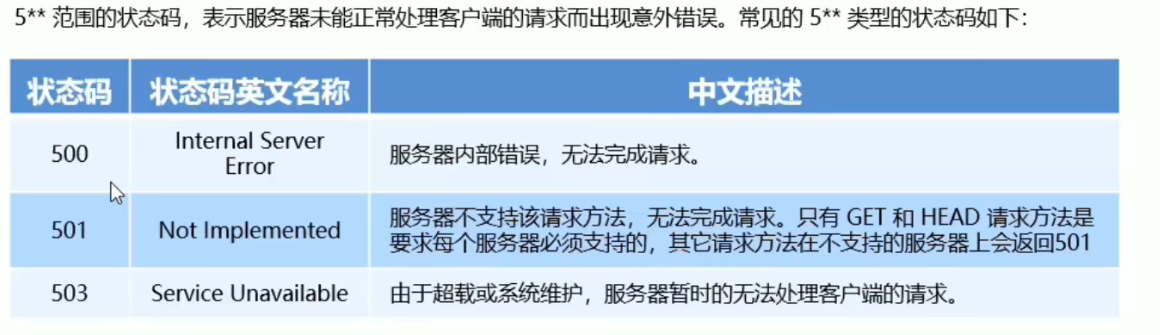 5** 范围的状态码，表示服务器未能正常处理客户端的请求而出现意外错误。常见的 5** 类型的状态码如下：
状态码 状态码英文名称 中文描述
500 Internal Server Error 服务器内部错误，无法完成请求。
501 Not Implemented 服务器不支持该请求方法，无法完成请求。只有 GET 和 HEAD 请求方法是
要求每个服务器必须支持的，其它请求方法在不支持的服务器上会返回501
503 Service Unavailable 由于超载或系统维护，服务器暂时的无法处理客户端的请求。